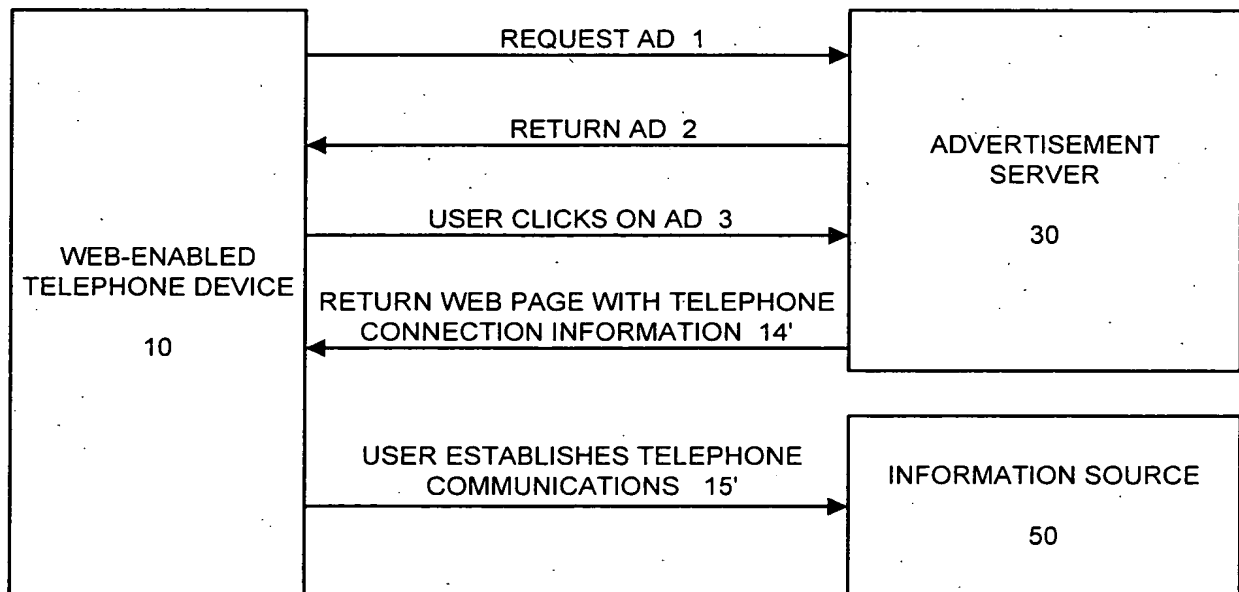 REQUEST AD 1
RETURN AD 2
ADVERTISEMENT
SERVER
30
USER CLICKS ON AD 3
WEB-ENABLED
TELEPHONE DEVICE
10
RETURN WEB PAGE WITH TELEPHONE
CONNECTION INFORMATION 14'
USER ESTABLISHES TELEPHONE
COMMUNICATIONS 15'
INFORMATION SOURCE
50